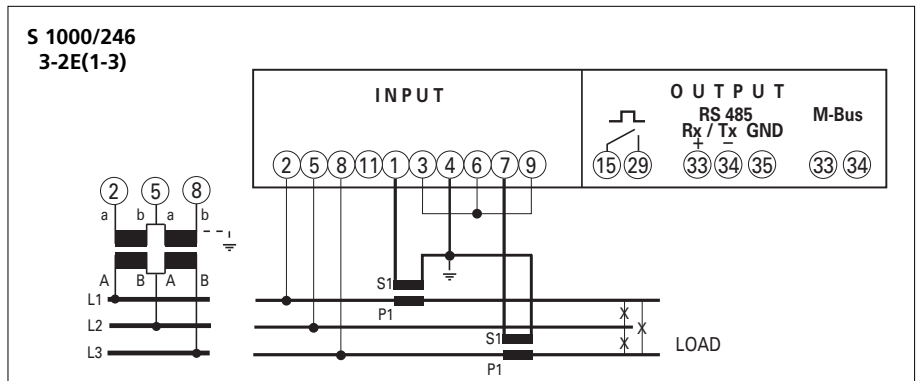 S 1000/246
3-2E(1-3)
INPUT
OUTPUT
RS 485
M-Bus
Rx / Tx GND
+ −
2 5 8 11 1 3 4 6 7 9
15 29 33 34 35 33 34
2 5 8
a b a b
A B A B
S1
L1
P1
L2
S1
X
X
X
LOAD
L3
P1